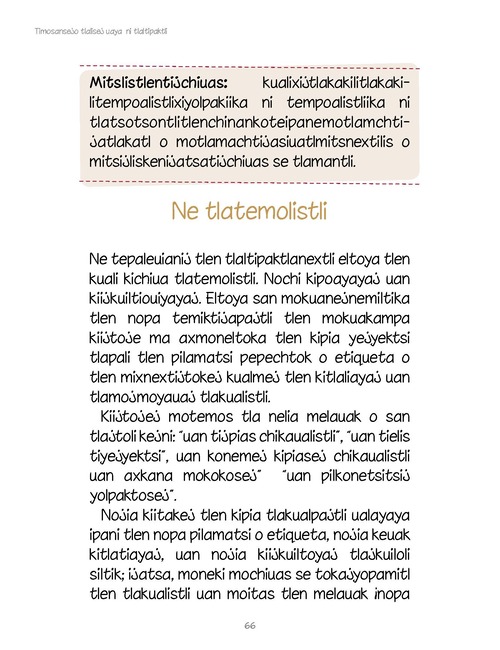 Timosansejo tlalisej uaya ni tlaltipaktli
Mitslistlentijchiuas: kualixijtlakakilitlakaki-
litempoalistlixiyolpakiika ni tempoalistliika ni
tlatsotsontlitlenchinankoteipanemotlamchti-
jatlakatl o motlamachtijasiuatlmitsnextilis o
mitsijliskenijatsatijchiuas se tlamantli.
Ne tlatemolistli
Ne tepaleuianij tlen tlaltipaktlanextli eltoya tlen
kuali kichiua tlatemolistli. Nochi kipoayayaj uan
kiijkuiltiouiyayaj. Eltoya san mokuanejnemiltika
tlen nopa temiktijapajtli tlen mokuakampa
kiijtoje ma axmoneltoka tlen kipia yejyektsi
tlapali tlen pilamatsi pepechtok o etiqueta o
tlen mixnextijtokej kualmej tlen kitlaliayaj uan
tlamojmoyauaj tlakualistli.
Kiijtojej motemos tla nelia melauak o san
tlajtoli kejni: “uan tijpias chikaualistli”, “uan tielis
tiyejyektsi”, uan konemej kipiasej chikaualistli
uan axkana mokokosej” “uan pilkonetsitsij
yolpaktosej”.
Nojia kiitakej tlen kipia tlakualpajtli ualayaya
ipani tlen nopa pilamatsi o etiqueta, nojia keuak
kitlatiayaj, uan nojia kiijkuiltoyaj tlajkuiloli
siltik; ijatsa, moneki mochiuas se tokajyopamitl
tlen tlakualistli uan moitas tlen melauak inopa
66